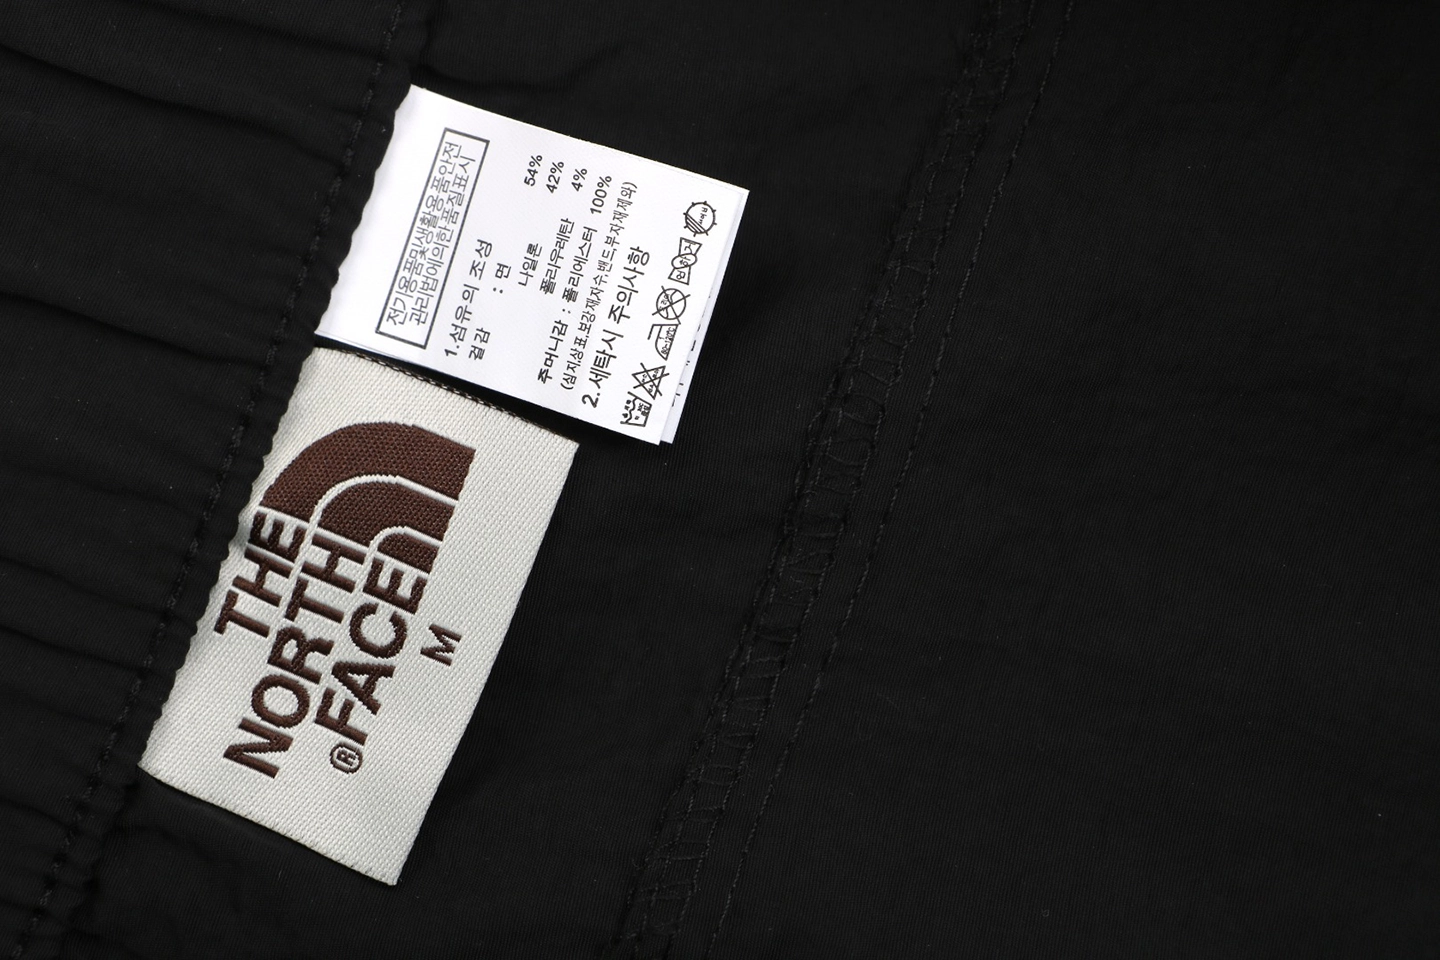 전기용품및생활용품안전
관리법에의한품질표시
1.섬유의 조성
겉감 : 면 54%
나일론 42%
폴리우레탄 4%
주머니감 : 폴리에스터 100%
(심지,상표,보강재,자수,밴드,부자재제외)
2.세탁시 주의사항
THE
NORTH
FACE
®
M